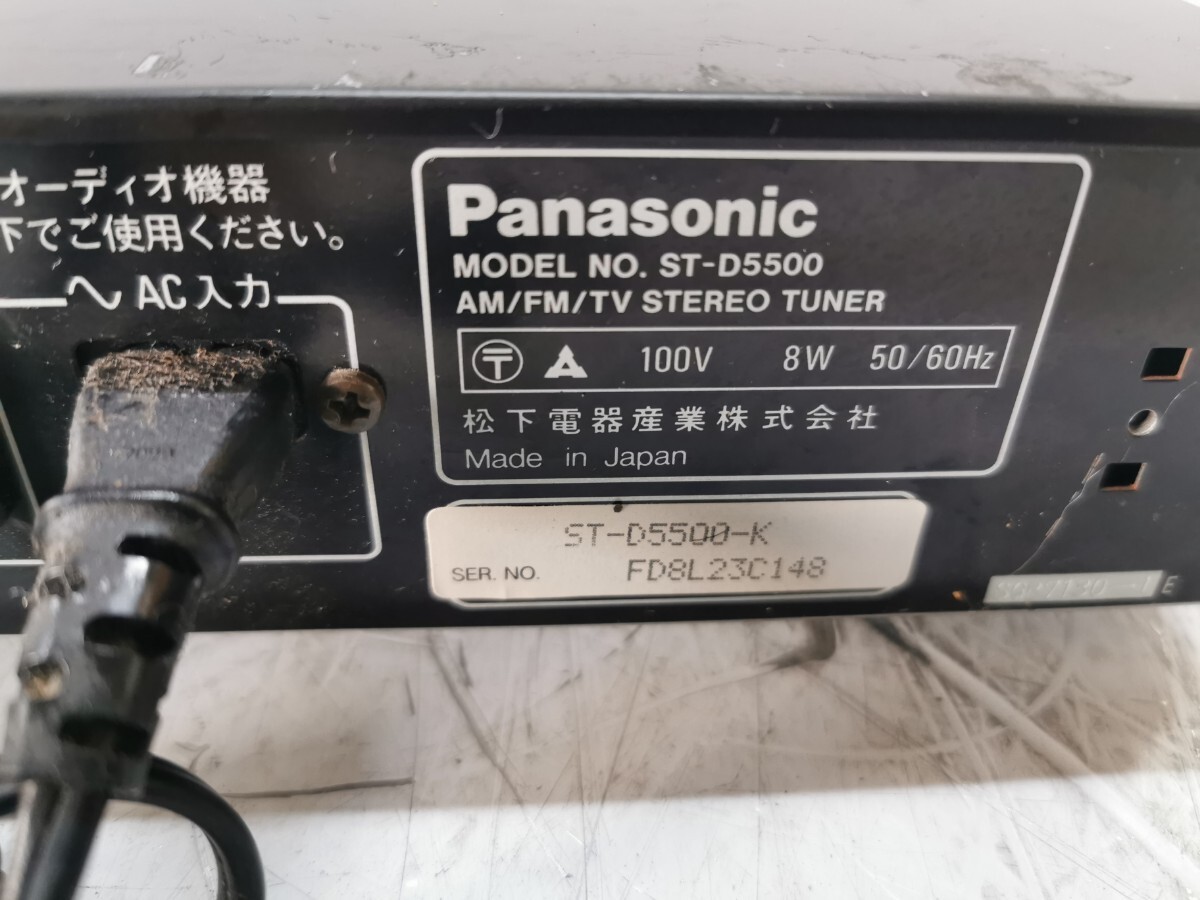 オーディオ機器
下でご使用ください。
〜 AC入力
Panasonic
MODEL NO. ST-D5500
AM/FM/TV STEREO TUNER
〒 100V 8W 50/60Hz
松下電器産業株式会社
Made in Japan
ST-D5500-K
SER. NO. FD8L23C148
E